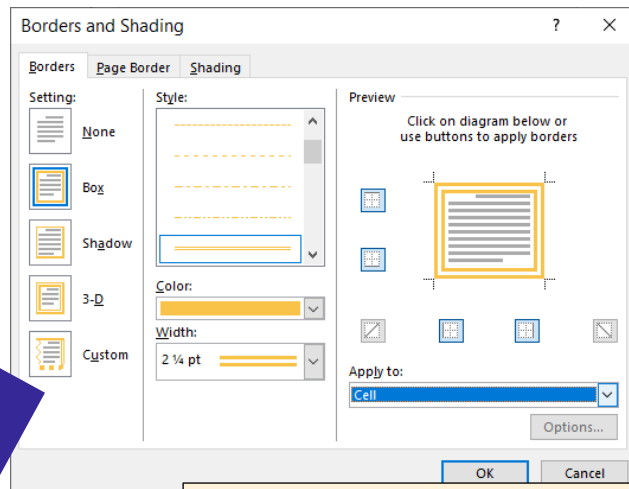 Borders and Shading
? ×
Borders Page Border Shading
Setting:
None
Box
Shadow
3-D
Custom
Style:
Color:
Width:
2 ¼ pt
Preview
Click on diagram below or
use buttons to apply borders
Apply to:
Cell
Options...
OK Cancel